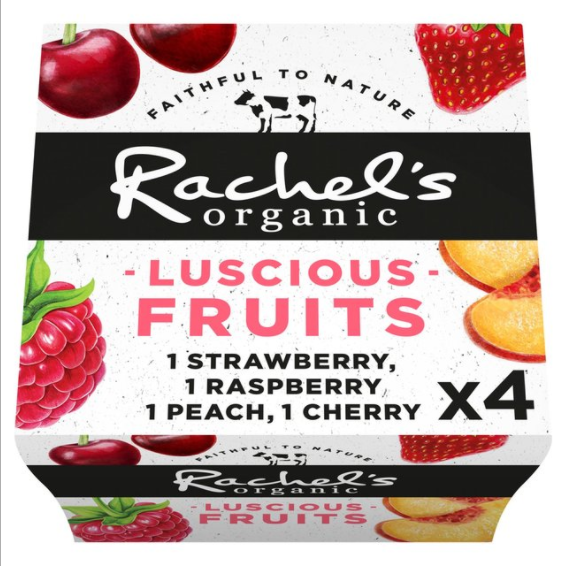 FAITHFUL TO NATURE
Rachel's
organic
- LUSCIOUS -
FRUITS
1 STRAWBERRY,
1 RASPBERRY
1 PEACH, 1 CHERRY
x4
FAITHFUL TO NATURE
Rachel's
organic
- LUSCIOUS -
FRUITS